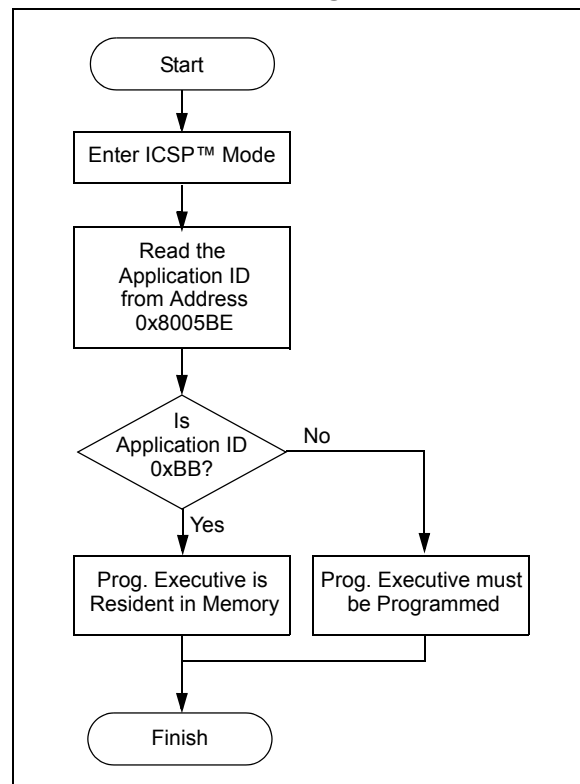 Start
Enter ICSP™ Mode
Read the
Application ID
from Address
0x8005BE
Is
Application ID
0xBB?
No
Yes
Prog. Executive is
Resident in Memory
Prog. Executive must
be Programmed
Finish